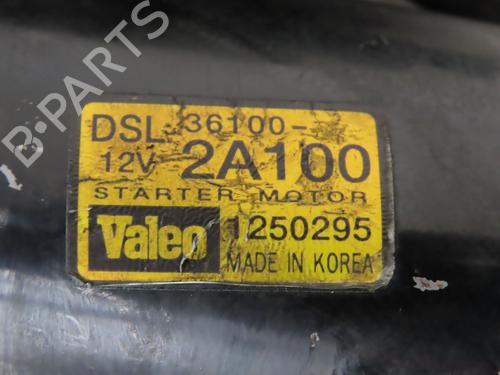 DSL 36100-
12V 2A100
STARTER MOTOR
Valeo 1250295
MADE IN KOREA
B-PARTS